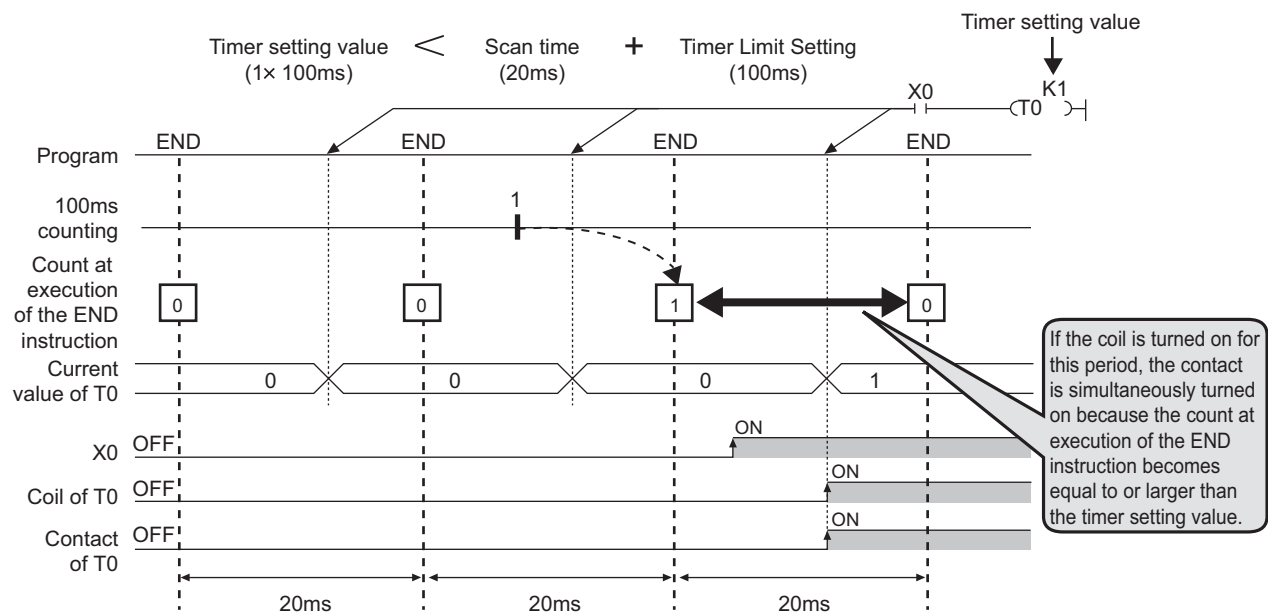 Timer setting value
Timer setting value < Scan time + Timer Limit Setting
(1× 100ms) (20ms) (100ms)
K1
X0
T0
END END END END
Program
1
100ms
counting
Count at
execution
of the END
instruction
0 0 1 0
Current
value of T0
0 0 0 1
If the coil is turned on for
this period, the contact
is simultaneously turned
on because the count at
execution of the END
instruction becomes
equal to or larger than
the timer setting value.
X0 OFF ON
Coil of T0 OFF ON
Contact
of T0
OFF ON
20ms 20ms 20ms